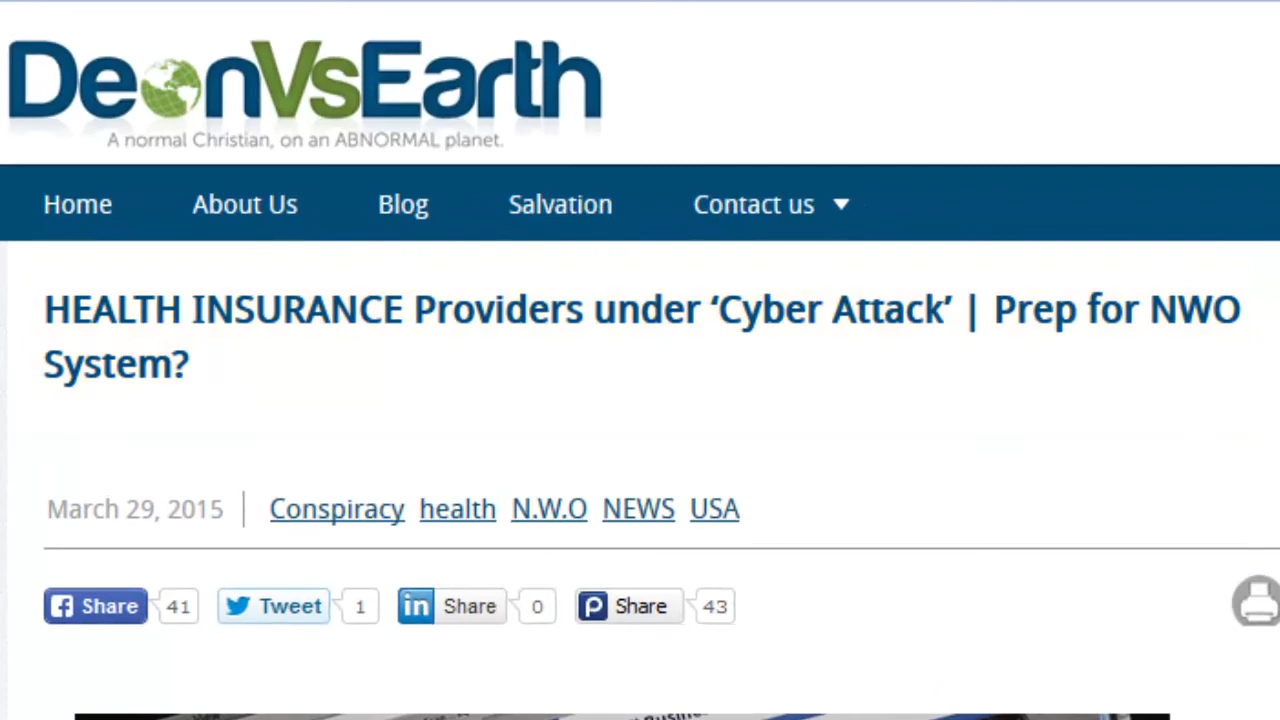 DeonVsEarth
A normal Christian, on an ABNORMAL planet.
Home About Us Blog Salvation Contact us
HEALTH INSURANCE Providers under ‘Cyber Attack’ | Prep for NWO
System?
March 29, 2015 Conspiracy health N.W.O NEWS USA
Share 41 Tweet 1 in Share 0 P Share 43